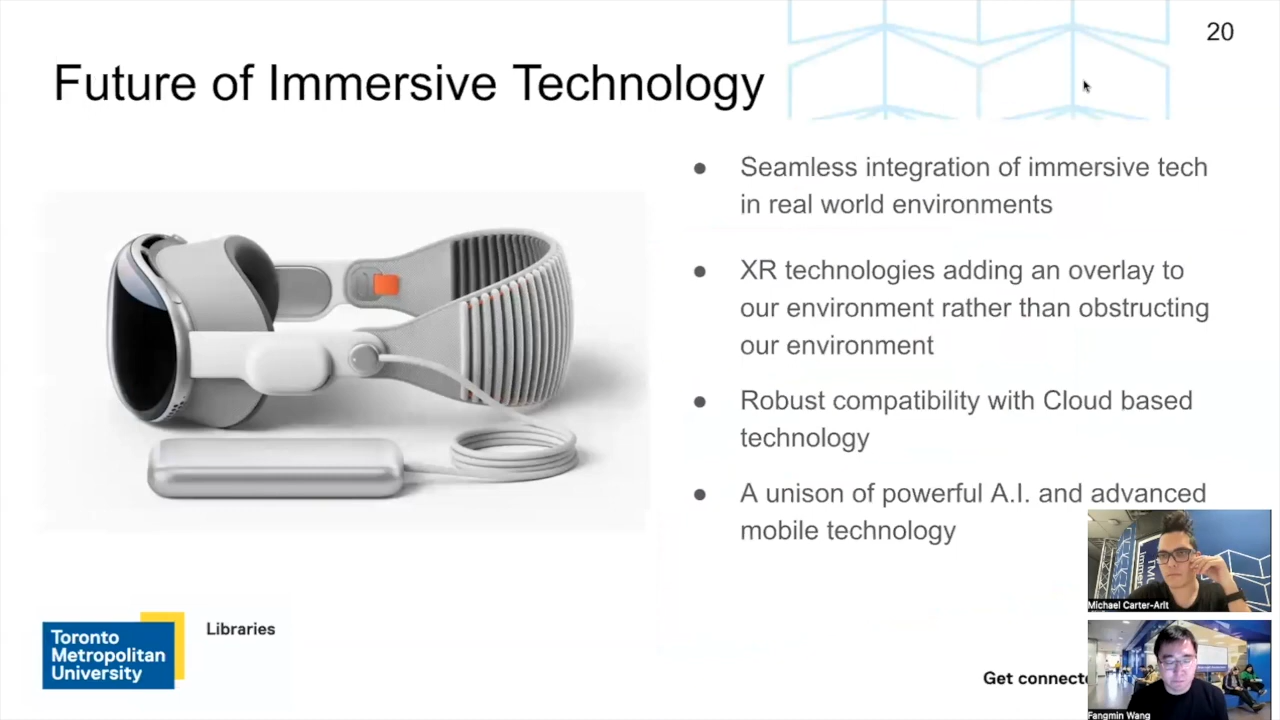 20
Future of Immersive Technology
● Seamless integration of immersive tech
in real world environments
● XR technologies adding an overlay to
our environment rather than obstructing
our environment
● Robust compatibility with Cloud based
technology
● A unison of powerful A.I. and advanced
mobile technology
Michael Carter-Arlt
Toronto
Metropolitan
University
Libraries
Get connecte
Fangmin Wang